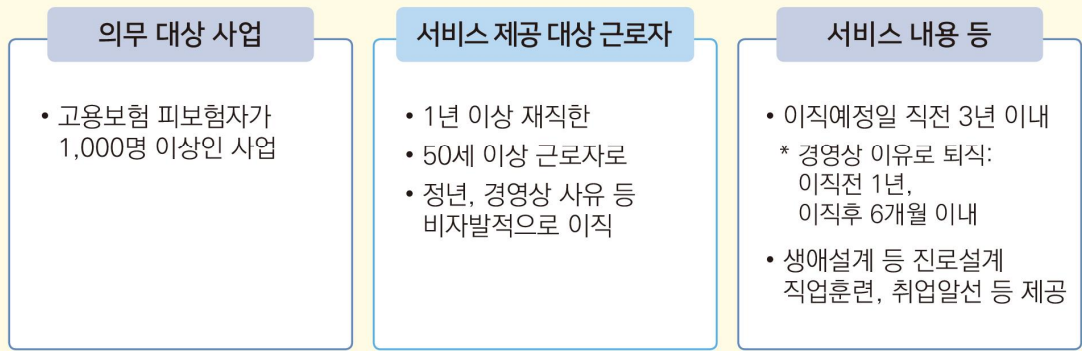 의무 대상 사업
• 고용보험 피보험자가
1,000명 이상인 사업
서비스 제공 대상 근로자
• 1년 이상 재직한
• 50세 이상 근로자로
• 정년, 경영상 사유 등
비자발적으로 이직
서비스 내용 등
• 이직예정일 직전 3년 이내
* 경영상 이유로 퇴직:
이직전 1년,
이직후 6개월 이내
• 생애설계 등 진로설계
직업훈련, 취업알선 등 제공